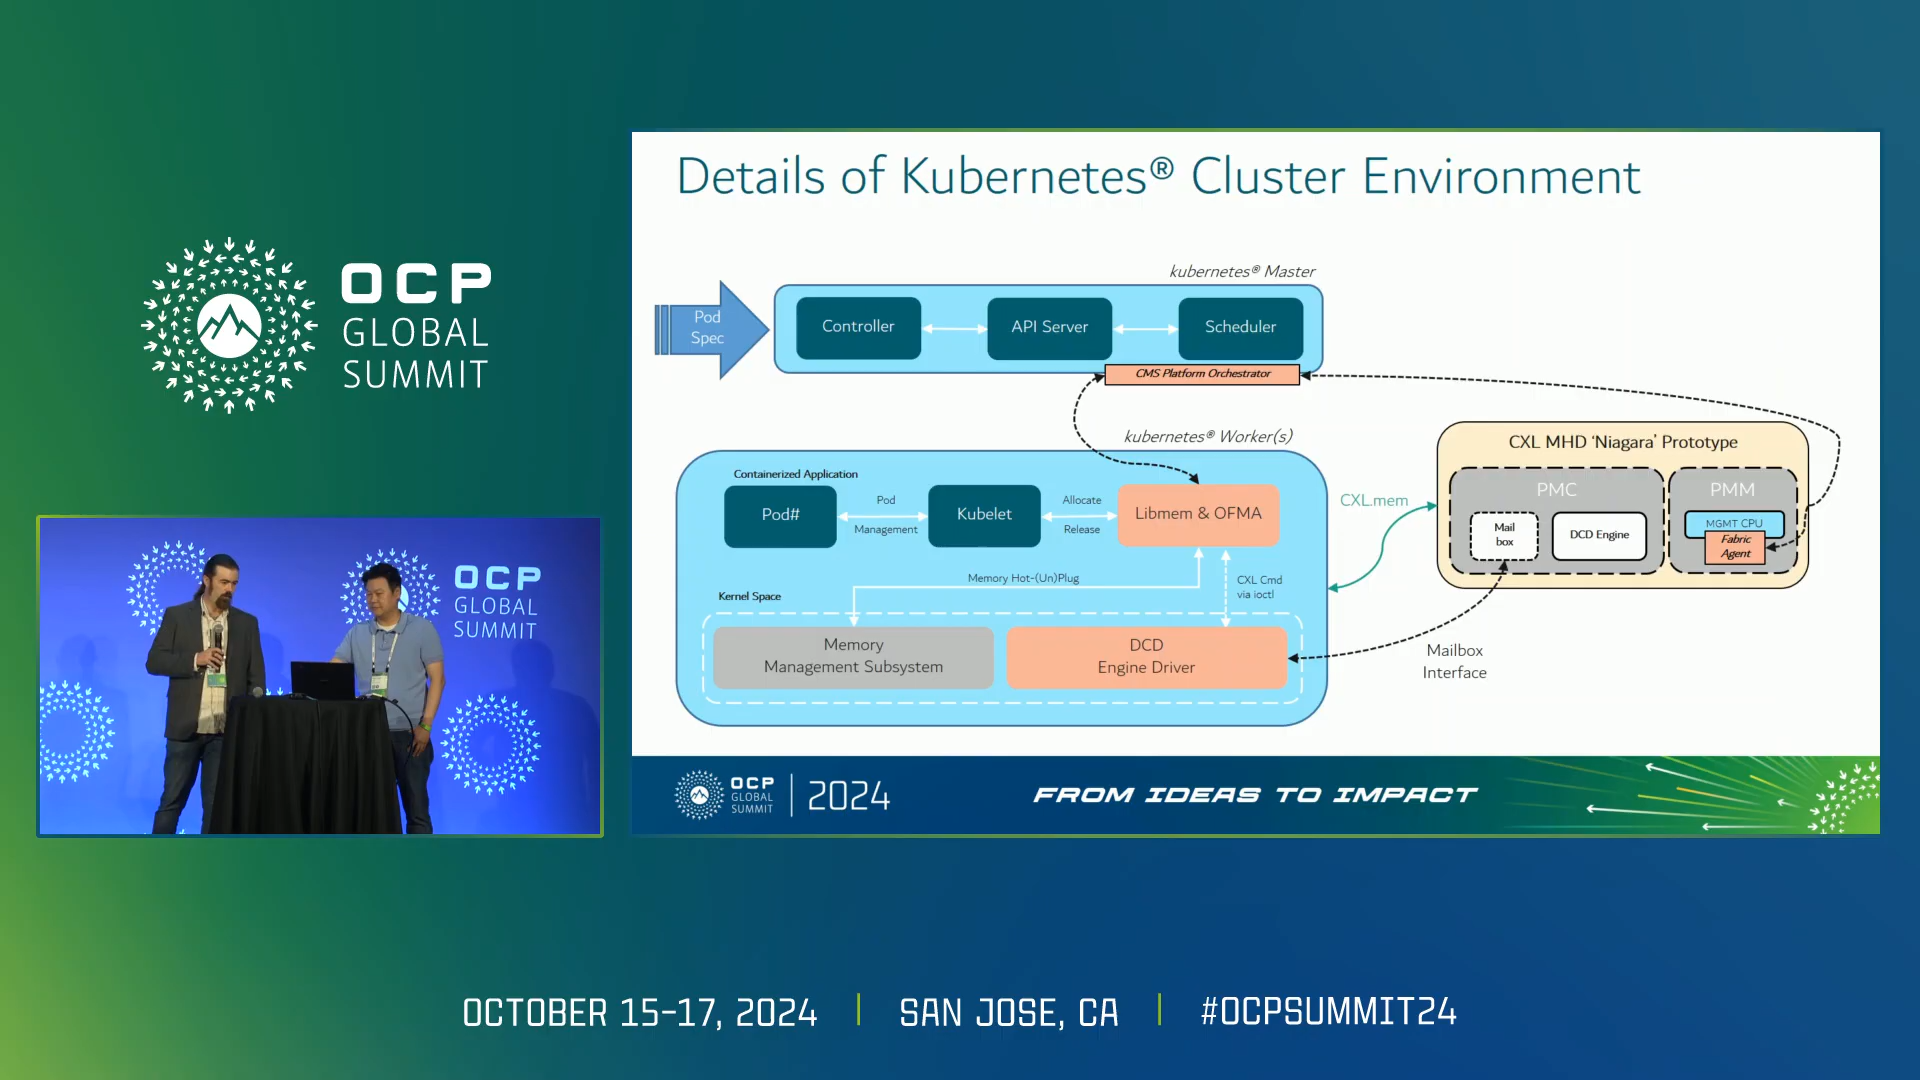 OCP
GLOBAL
SUMMIT
OCP
GLOBAL
SUMMIT
Details of Kubernetes® Cluster Environment
kubernetes® Master
Pod
Spec
Controller
API Server
Scheduler
CMS Platform Orchestrator
kubernetes® Worker(s)
Containerized Application
Pod#
Pod
Management
Kubelet
Allocate
Release
Libmem & OFMA
Memory Hot-(Un)Plug
CXL Cmd
via ioctl
Kernel Space
Memory
Management Subsystem
DCD
Engine Driver
CXL.mem
CXL MHD ‘Niagara’ Prototype
PMC
Mail
box
DCD Engine
PMM
MGMT CPU
Fabric
Agent
Mailbox
Interface
OCP
GLOBAL
SUMMIT
2024
FROM IDEAS TO IMPACT
OCTOBER 15-17, 2024 | SAN JOSE, CA | #OCPSUMMIT24